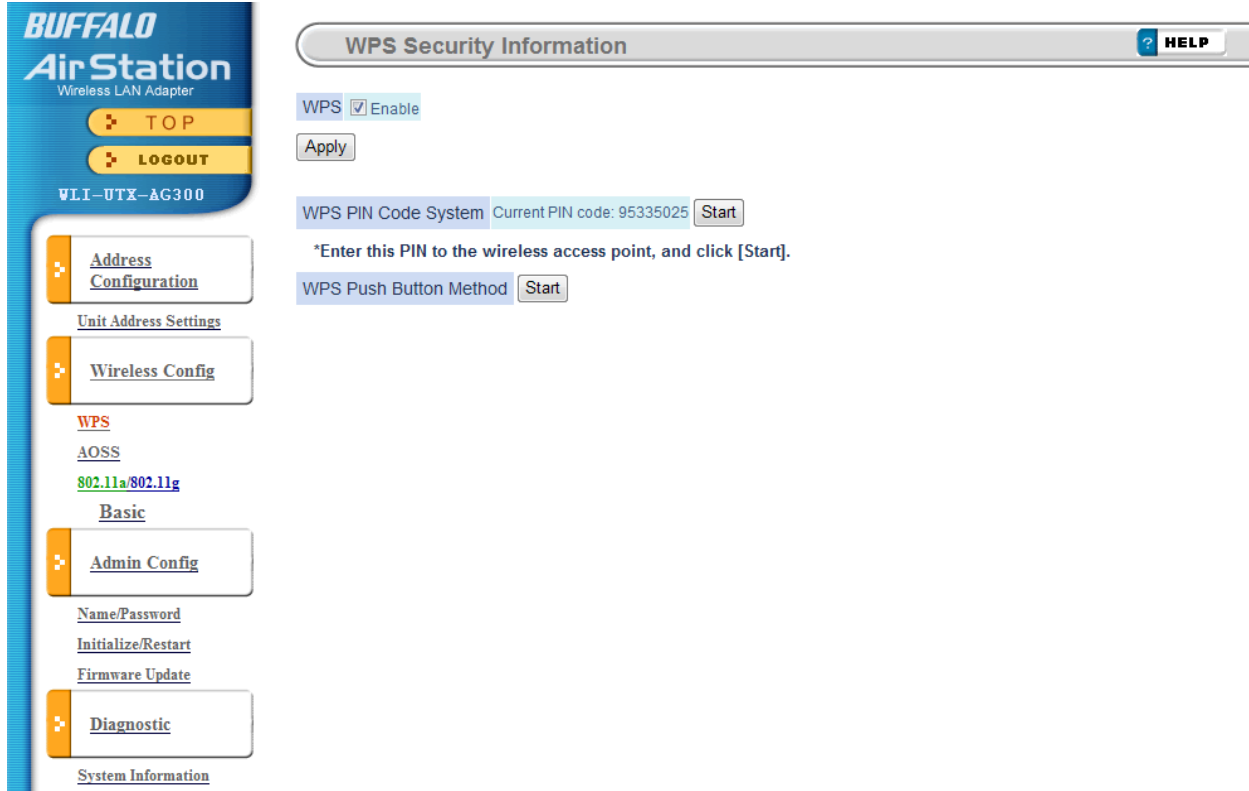 BUFFALO
AirStation
Wireless LAN Adapter
TOP
LOGOUT
WLI-UTX-AG300
Address
Configuration
Unit Address Settings
Wireless Config
WPS
AOSS
802.11a/802.11g
Basic
Admin Config
Name/Password
Initialize/Restart
Firmware Update
Diagnostic
System Information
WPS Security Information
? HELP
WPS Enable
Apply
WPS PIN Code System Current PIN code: 95335025 Start
*Enter this PIN to the wireless access point, and click [Start].
WPS Push Button Method Start